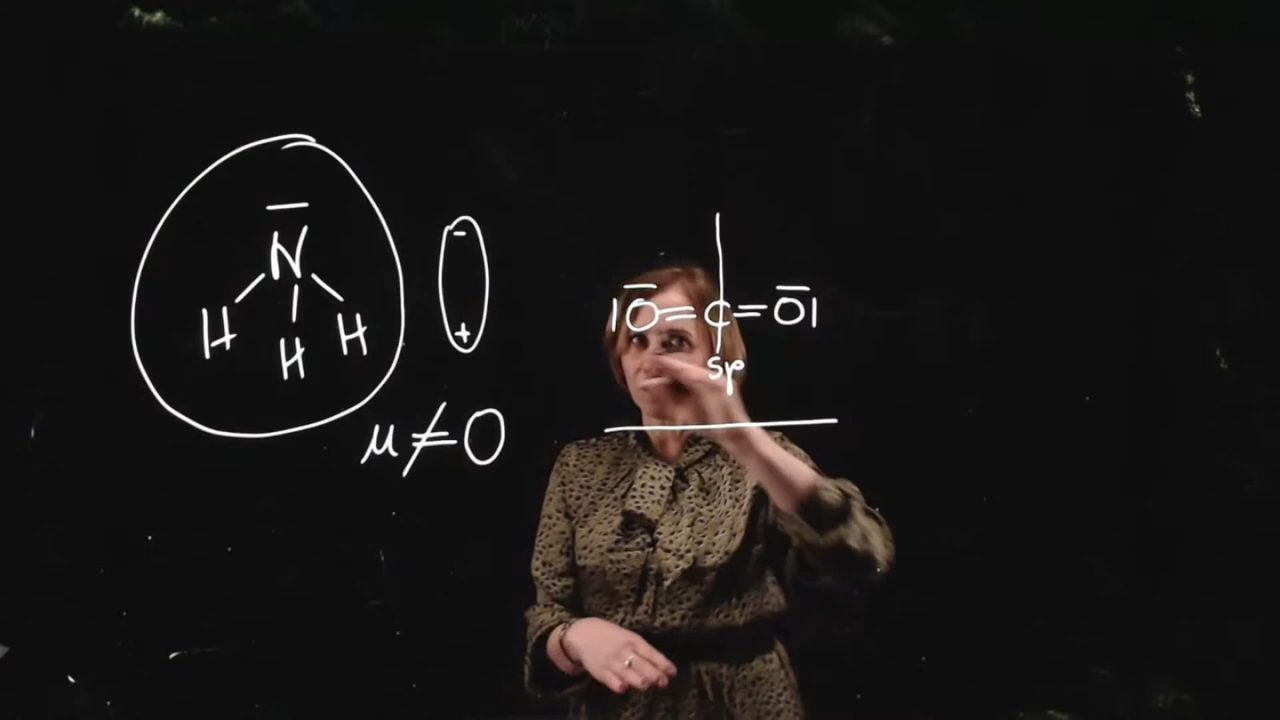 N
H H H
-
+
μ≠0
|O=C=O|
sp